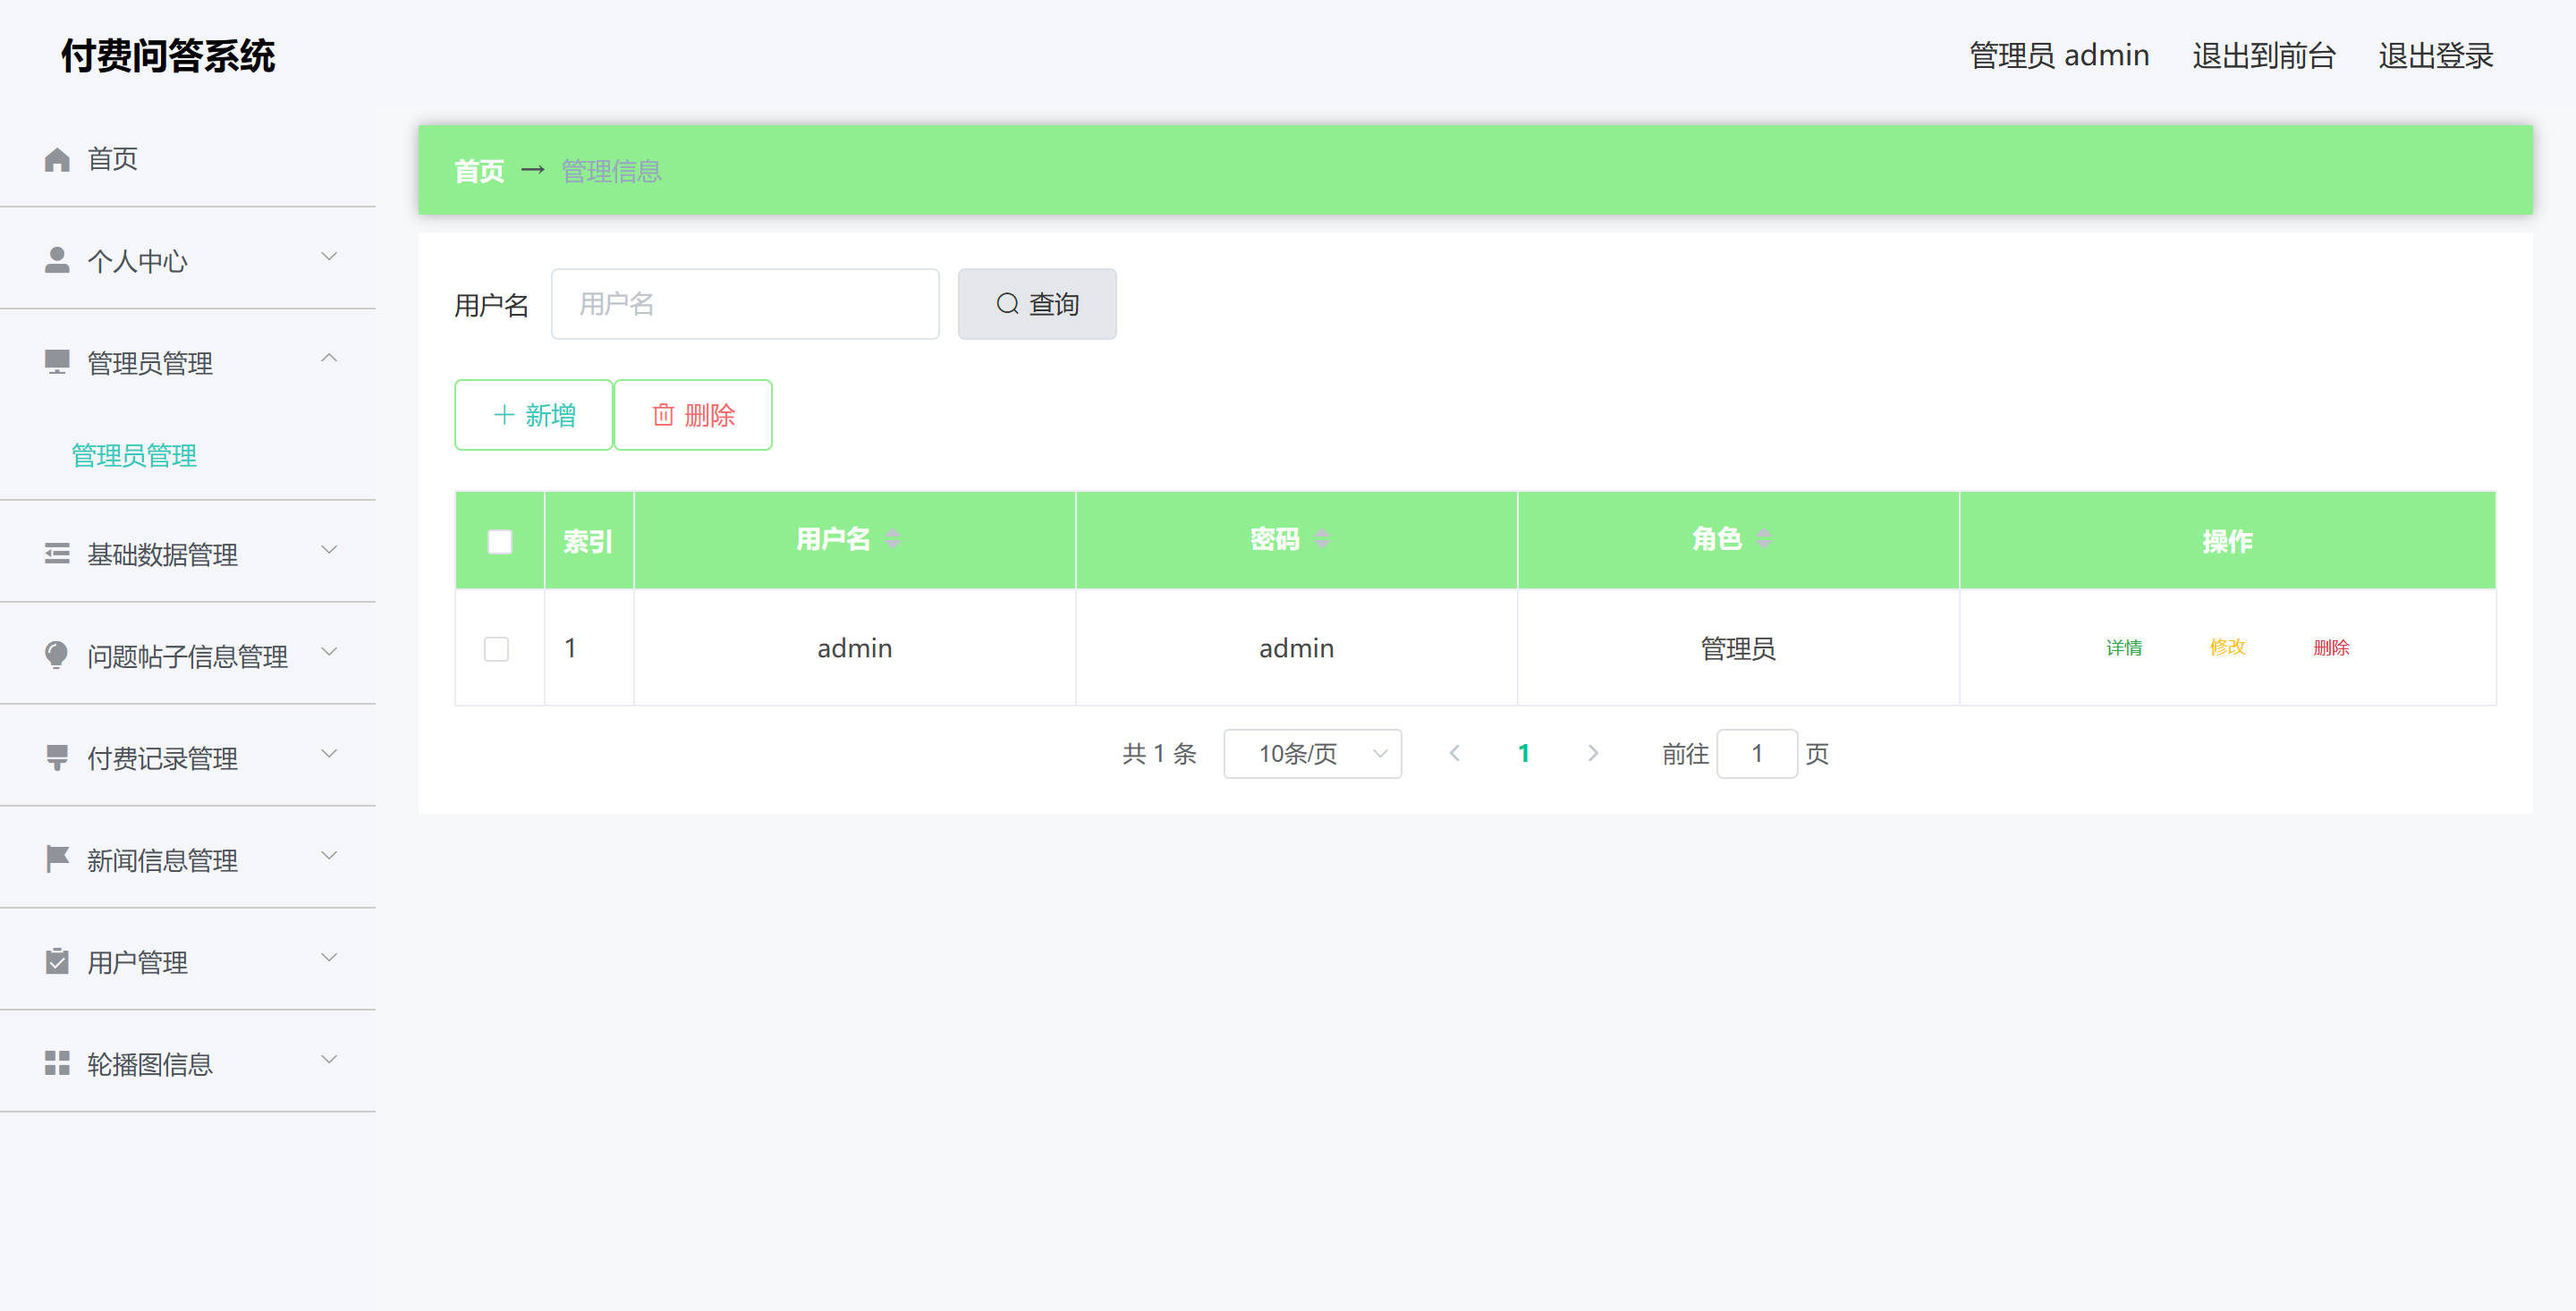 付费问答系统
管理员 admin 退出到前台 退出登录
首页
个人中心
管理员管理
管理员管理
基础数据管理
问题帖子信息管理
付费记录管理
新闻信息管理
用户管理
轮播图信息
首页 → 管理信息
用户名 用户名 查询
新增 删除
索引 用户名 密码 角色 操作
1 admin admin 管理员 详情 修改 删除
共 1 条 10条/页 1 前往 1 页